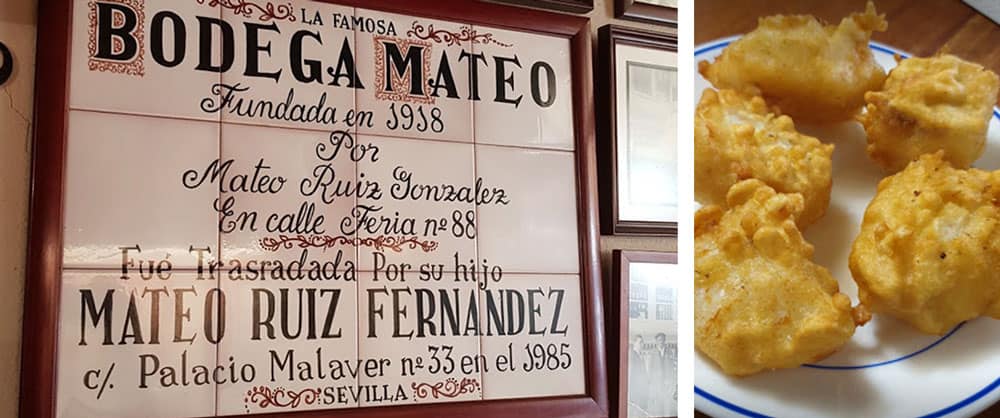 LA FAMOSA
BODEGA MATEO
Fundada en 1918
Por
Mateo Ruiz Gonzalez
En calle Feria nº 88
Fué Trasradada Por su hijo
MATEO RUIZ FERNANDEZ
c/. Palacio Malaver nº 33 en el 1985
SEVILLA